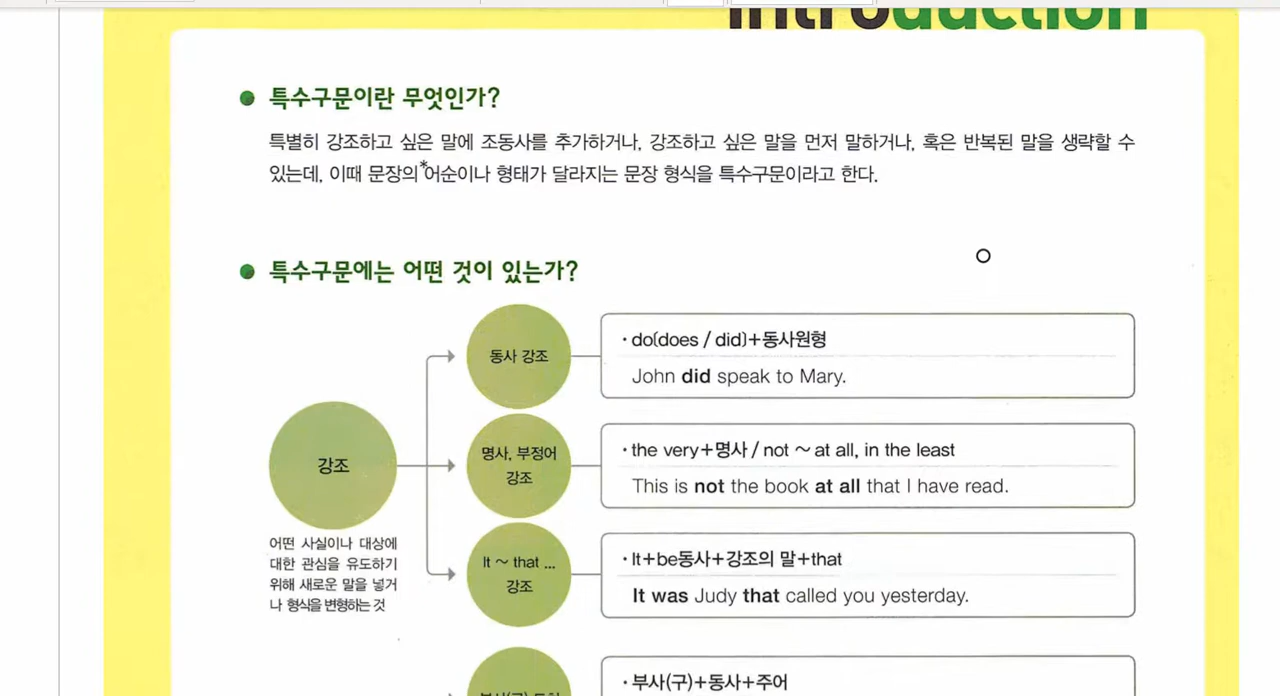 introduction
특수구문이란 무엇인가?
특별히 강조하고 싶은 말에 조동사를 추가하거나, 강조하고 싶은 말을 먼저 말하거나, 혹은 반복된 말을 생략할 수
있는데, 이때 문장의*어순이나 형태가 달라지는 문장 형식을 특수구문이라고 한다.
특수구문에는 어떤 것이 있는가?
강조
어떤 사실이나 대상에
대한 관심을 유도하기
위해 새로운 말을 넣거
나 형식을 변형하는 것
동사 강조
· do(does / did)+동사원형
John did speak to Mary.
명사, 부정어
강조
· the very+명사 / not ~ at all, in the least
This is not the book at all that I have read.
It ~ that ...
강조
· It+be동사+강조의 말+that
It was Judy that called you yesterday.
· 부사(구)+동사+주어